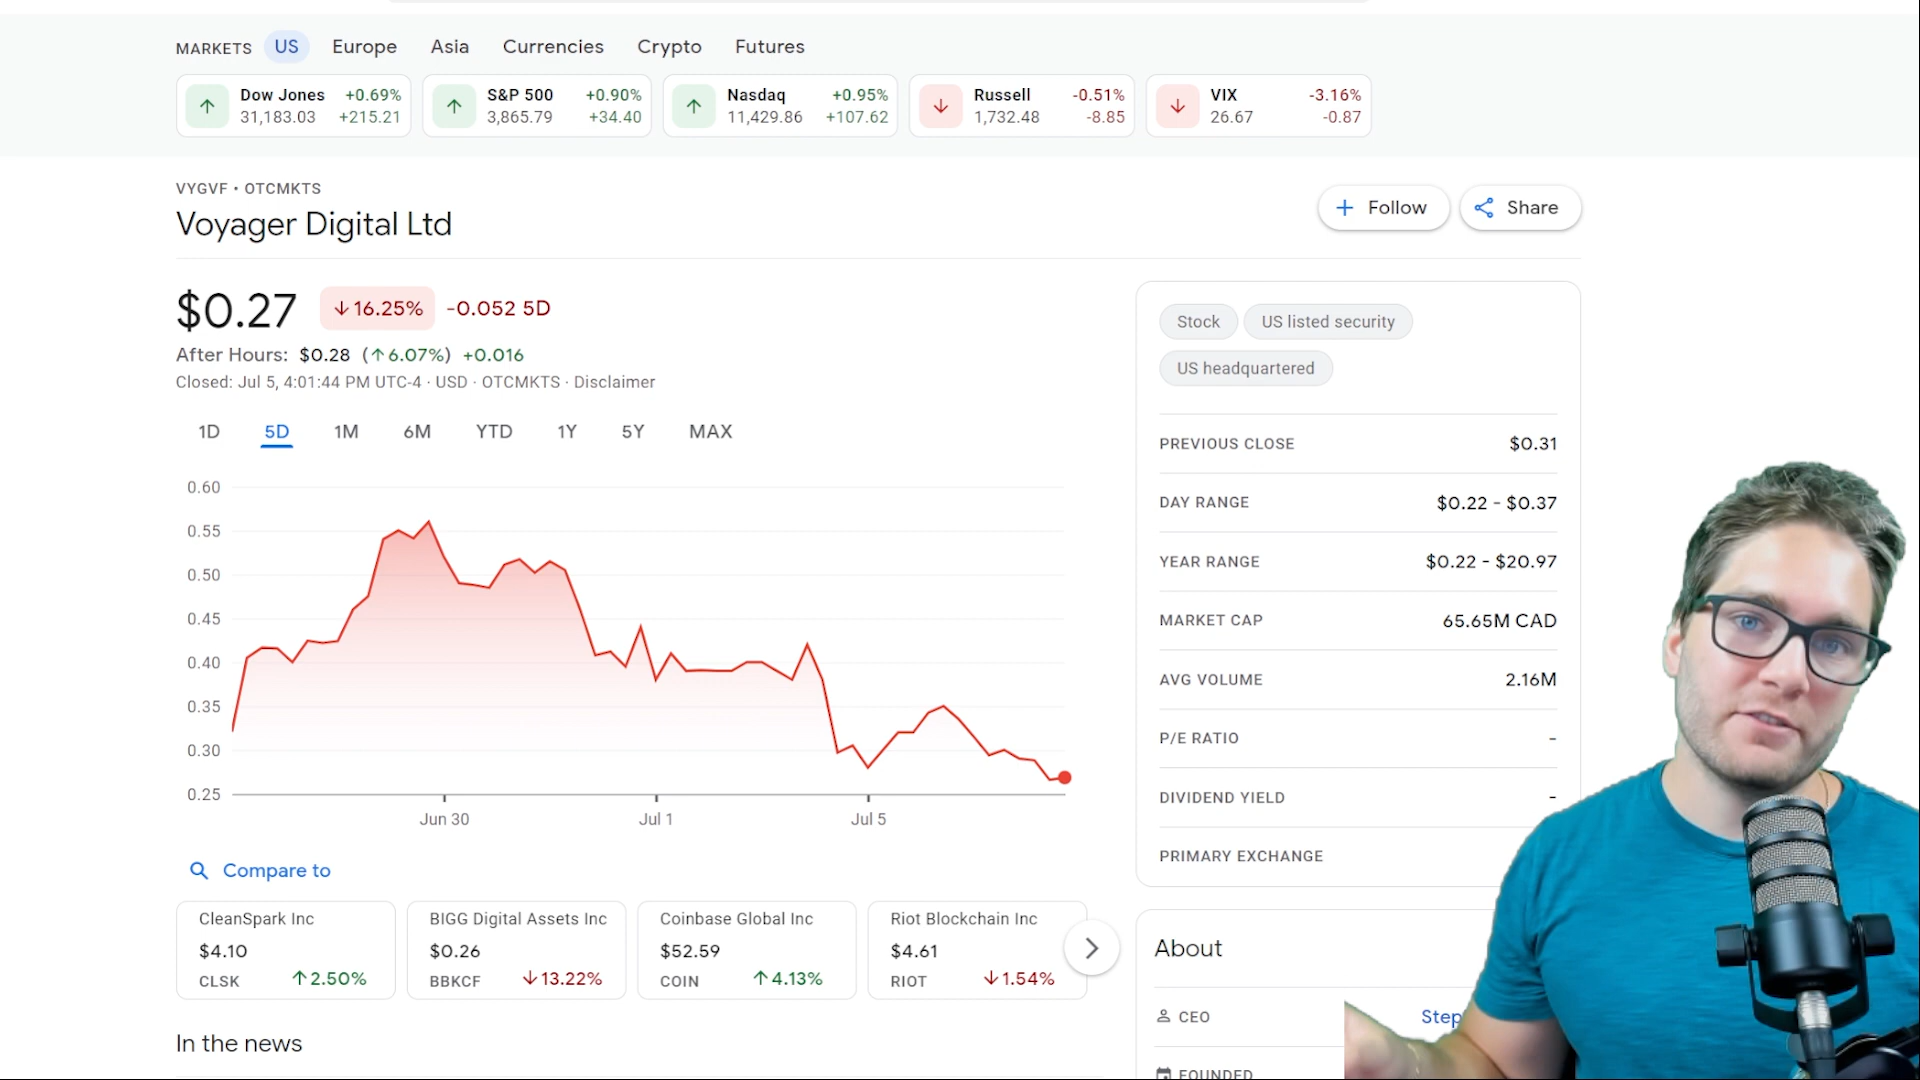 MARKETS US Europe Asia Currencies Crypto Futures
Dow Jones +0.69%
31,183.03 +215.21
S&P 500 +0.90%
3,865.79 +34.40
Nasdaq +0.95%
11,429.86 +107.62
Russell -0.51%
1,732.48 -8.85
VIX -3.16%
26.67 -0.87
VYGVF • OTCMKTS
Voyager Digital Ltd
+ Follow
Share
$0.27 ↓16.25% -0.052 5D
After Hours: $0.28 (↑6.07%) +0.016
Closed: Jul 5, 4:01:44 PM UTC-4 · USD · OTCMKTS · Disclaimer
1D 5D 1M 6M YTD 1Y 5Y MAX
0.60
0.55
0.50
0.45
0.40
0.35
0.30
0.25
Jun 30 Jul 1 Jul 5
Compare to
CleanSpark Inc
$4.10
CLSK ↑2.50%
BIGG Digital Assets Inc
$0.26
BBKCF ↓13.22%
Coinbase Global Inc
$52.59
COIN ↑4.13%
Riot Blockchain Inc
$4.61
RIOT ↓1.54%
In the news
Stock US listed security
US headquartered
PREVIOUS CLOSE $0.31
DAY RANGE $0.22 - $0.37
YEAR RANGE $0.22 - $20.97
MARKET CAP 65.65M CAD
AVG VOLUME 2.16M
P/E RATIO -
DIVIDEND YIELD -
PRIMARY EXCHANGE
About
CEO Step
FOUNDED